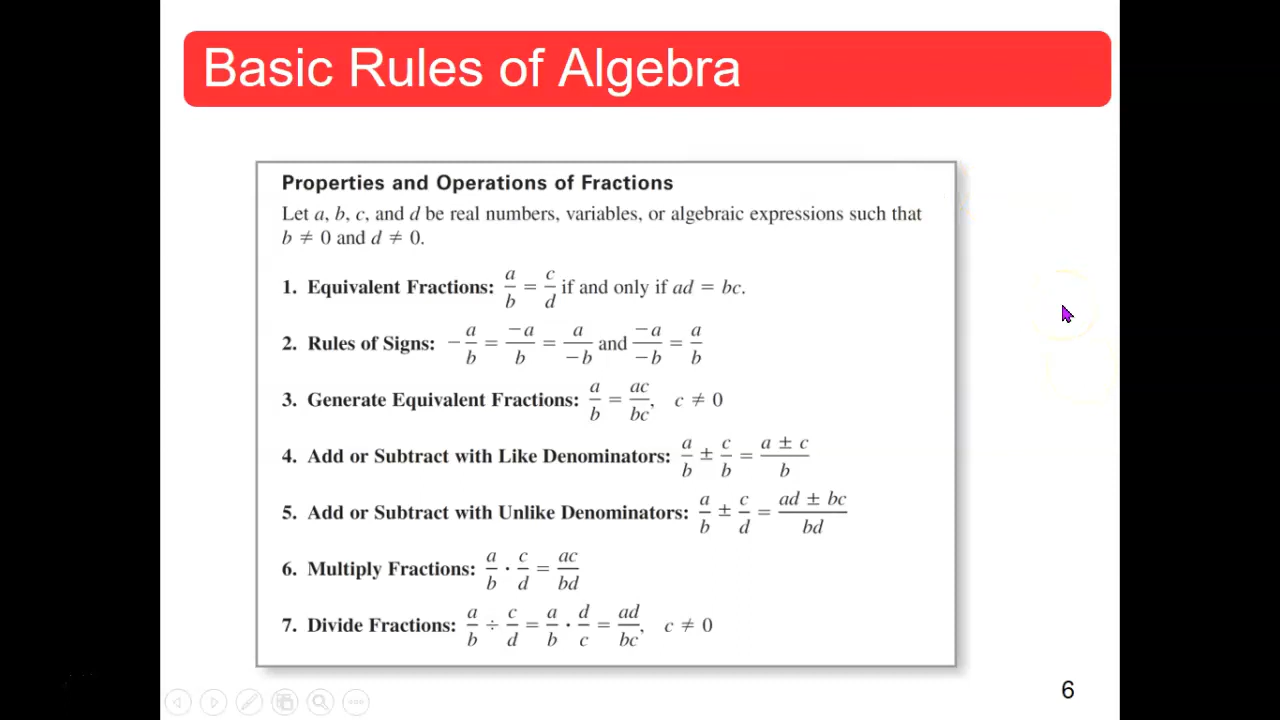 Basic Rules of Algebra
Properties and Operations of Fractions
Let a, b, c, and d be real numbers, variables, or algebraic expressions such that
b ≠ 0 and d ≠ 0.
1. Equivalent Fractions: a/b = c/d if and only if ad = bc.
2. Rules of Signs: −a/b = −a/b = a/−b and −a/−b = a/b
3. Generate Equivalent Fractions: a/b = ac/bc, c ≠ 0
4. Add or Subtract with Like Denominators: a/b ± c/b = a ± c/b
5. Add or Subtract with Unlike Denominators: a/b ± c/d = ad ± bc/bd
6. Multiply Fractions: a/b · c/d = ac/bd
7. Divide Fractions: a/b ÷ c/d = a/b · d/c = ad/bc, c ≠ 0
6